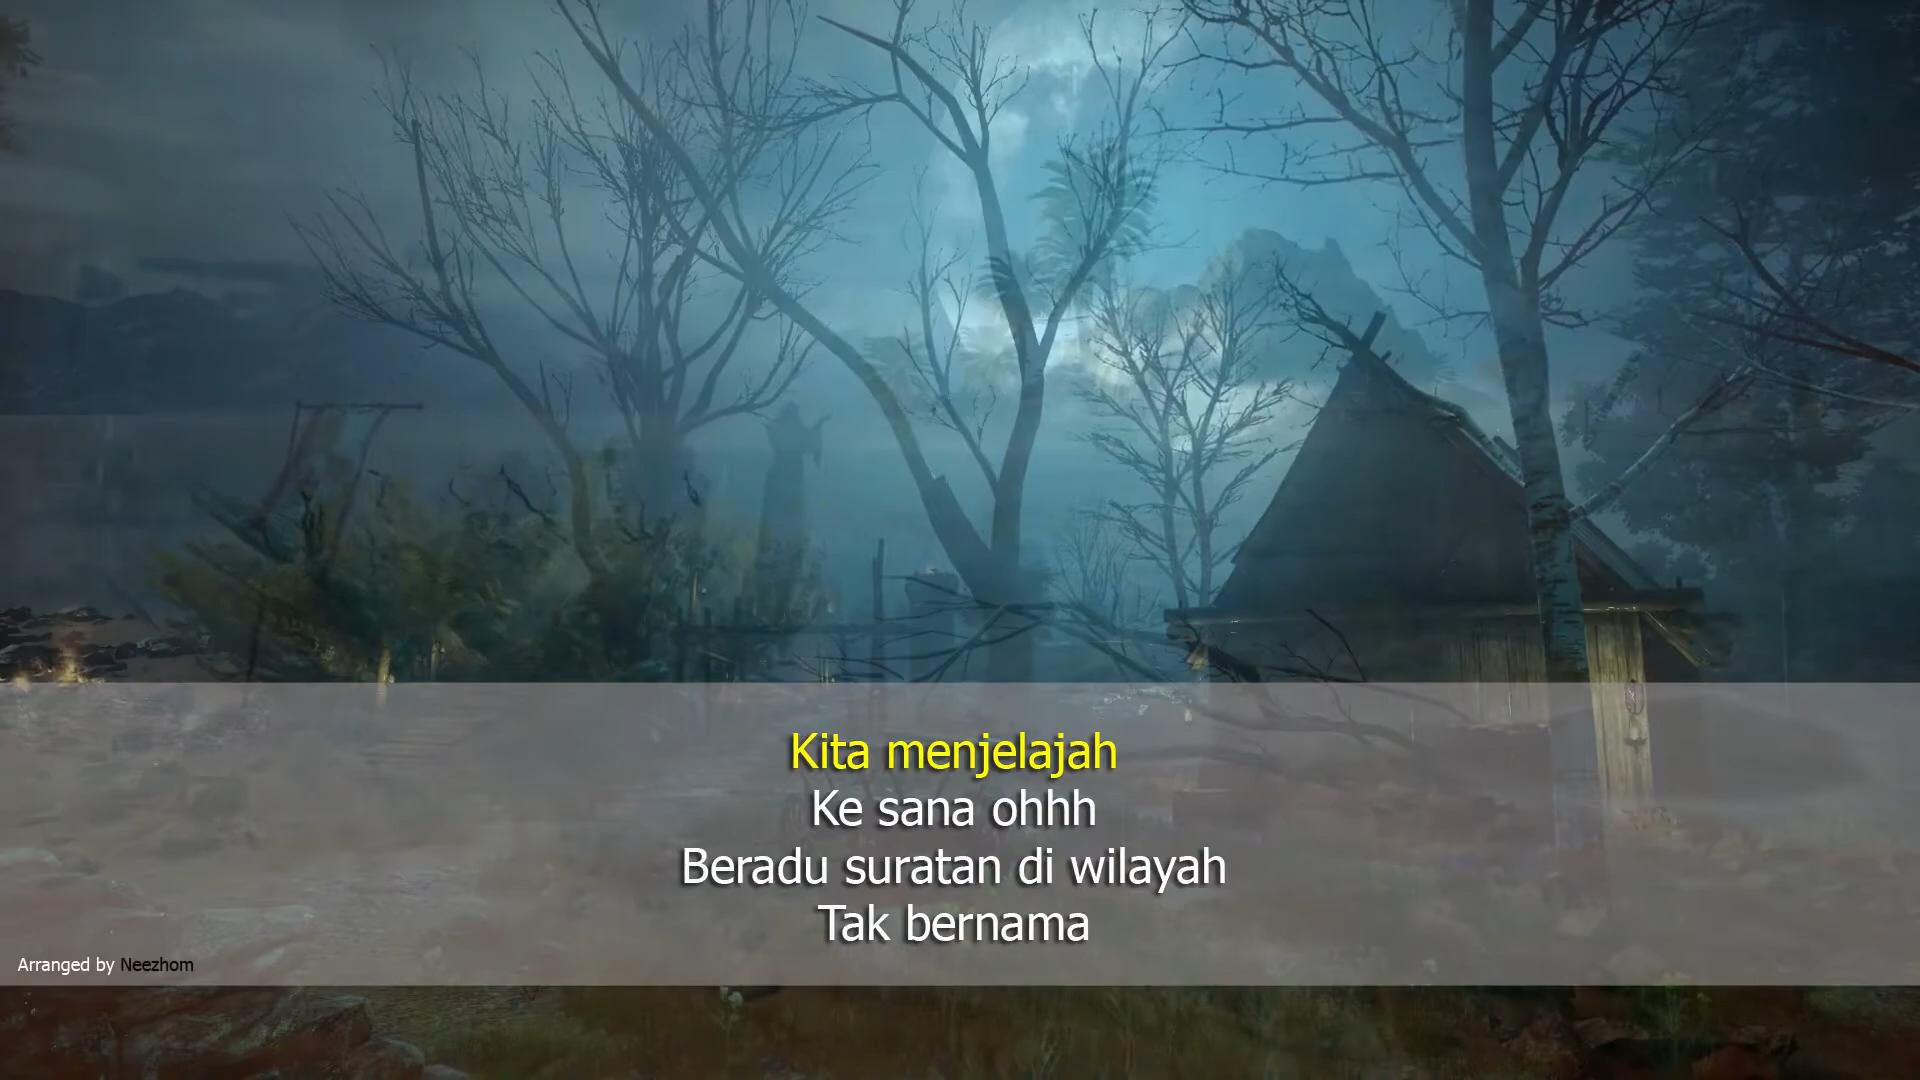 Kita menjelajah
Ke sana ohhh
Beradu suratan di wilayah
Tak bernama
Arranged by Neezhom